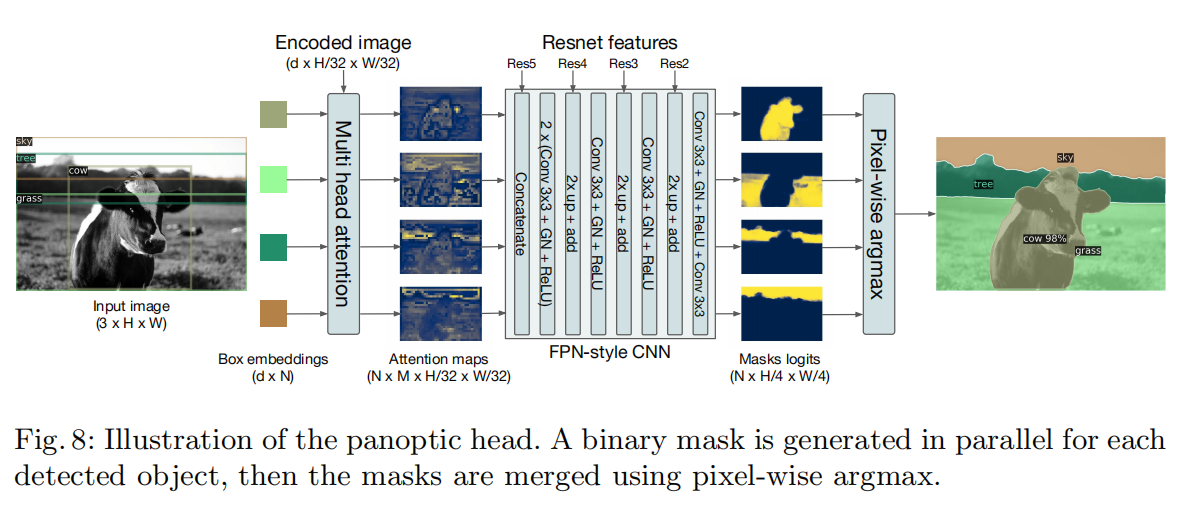 Encoded image
(d x H/32 x W/32)
Resnet features
Res5
Res4
Res3
Res2
sky
tree
cow
grass
Input image
(3 x H x W)
Box embeddings
(d x N)
Multi head attention
Attention maps
(N x M x H/32 x W/32)
Concatenate
2 x (Conv 3x3 + GN + ReLU)
2x up + add
Conv 3x3 + GN + ReLU
2x up + add
Conv 3x3 + GN + ReLU
2x up + add
Conv 3x3 + GN + ReLU + Conv 3x3
FPN-style CNN
Masks logits
(N x H/4 x W/4)
Pixel-wise argmax
sky
tree
cow 98%
grass
Fig. 8: Illustration of the panoptic head. A binary mask is generated in parallel for each
detected object, then the masks are merged using pixel-wise argmax.